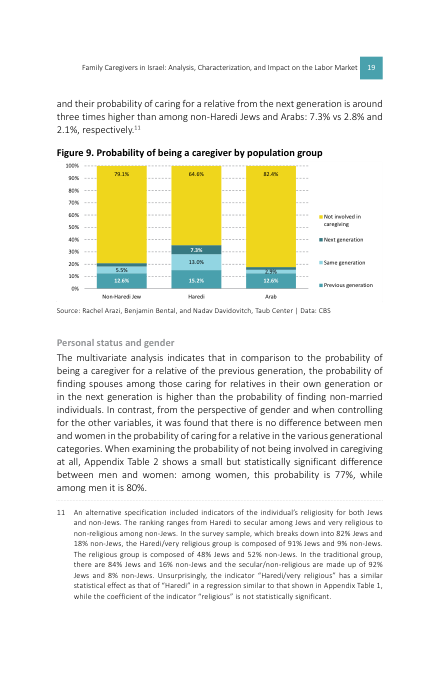 Family Caregivers in Israel: Analysis, Characterization, and Impact on the Labor Market 19
and their probability of caring for a relative from the next generation is around
three times higher than among non-Haredi Jews and Arabs: 7.3% vs 2.8% and
2.1%, respectively.11
Figure 9. Probability of being a caregiver by population group
100%
90%
80%
70%
60%
50%
40%
30%
20%
10%
0%
79.1% 64.6% 82.4%
7.3%
5.5% 13.0%
12.6% 15.2% 12.6%
Non-Haredi Jew Haredi Arab
Not involved in
caregiving
Next generation
Same generation
Previous generation
Source: Rachel Arazi, Benjamin Bental, and Nadav Davidovitch, Taub Center | Data: CBS
Personal status and gender
The multivariate analysis indicates that in comparison to the probability of
being a caregiver for a relative of the previous generation, the probability of
finding spouses among those caring for relatives in their own generation or
in the next generation is higher than the probability of finding non-married
individuals. In contrast, from the perspective of gender and when controlling
for the other variables, it was found that there is no difference between men
and women in the probability of caring for a relative in the various generational
categories. When examining the probability of not being involved in caregiving
at all, Appendix Table 2 shows a small but statistically significant difference
between men and women: among women, this probability is 77%, while
among men it is 80%.
11 An alternative specification included indicators of the individual's religiosity for both Jews
and non-Jews. The ranking ranges from Haredi to secular among Jews and very religious to
non-religious among non-Jews. In the survey sample, which breaks down into 82% Jews and
18% non-Jews, the Haredi/very religious group is composed of 91% Jews and 9% non-Jews.
The religious group is composed of 48% Jews and 52% non-Jews. In the traditional group,
there are 84% Jews and 16% non-Jews and the secular/non-religious are made up of 92%
Jews and 8% non-Jews. Unsurprisingly, the indicator "Haredi/very religious" has a similar
statistical effect as that of "Haredi" in a regression similar to that shown in Appendix Table 1,
while the coefficient of the indicator "religious" is not statistically significant.